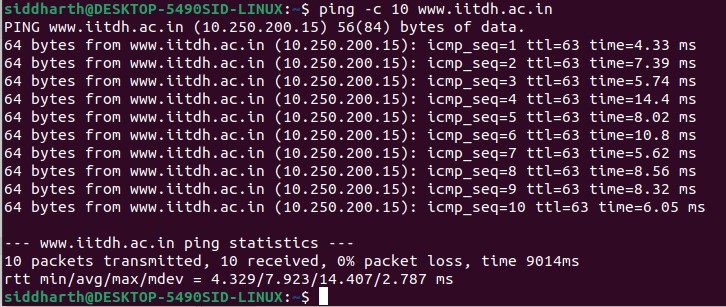 siddharth@DESKTOP-5490SID-LINUX:~$ ping -c 10 www.iitdh.ac.in
PING www.iitdh.ac.in (10.250.200.15) 56(84) bytes of data.
64 bytes from www.iitdh.ac.in (10.250.200.15): icmp_seq=1 ttl=63 time=4.33 ms
64 bytes from www.iitdh.ac.in (10.250.200.15): icmp_seq=2 ttl=63 time=7.39 ms
64 bytes from www.iitdh.ac.in (10.250.200.15): icmp_seq=3 ttl=63 time=5.74 ms
64 bytes from www.iitdh.ac.in (10.250.200.15): icmp_seq=4 ttl=63 time=14.4 ms
64 bytes from www.iitdh.ac.in (10.250.200.15): icmp_seq=5 ttl=63 time=8.02 ms
64 bytes from www.iitdh.ac.in (10.250.200.15): icmp_seq=6 ttl=63 time=10.8 ms
64 bytes from www.iitdh.ac.in (10.250.200.15): icmp_seq=7 ttl=63 time=5.62 ms
64 bytes from www.iitdh.ac.in (10.250.200.15): icmp_seq=8 ttl=63 time=8.56 ms
64 bytes from www.iitdh.ac.in (10.250.200.15): icmp_seq=9 ttl=63 time=8.32 ms
64 bytes from www.iitdh.ac.in (10.250.200.15): icmp_seq=10 ttl=63 time=6.05 ms
--- www.iitdh.ac.in ping statistics ---
10 packets transmitted, 10 received, 0% packet loss, time 9014ms
rtt min/avg/max/mdev = 4.329/7.923/14.407/2.787 ms
siddharth@DESKTOP-5490SID-LINUX:~$